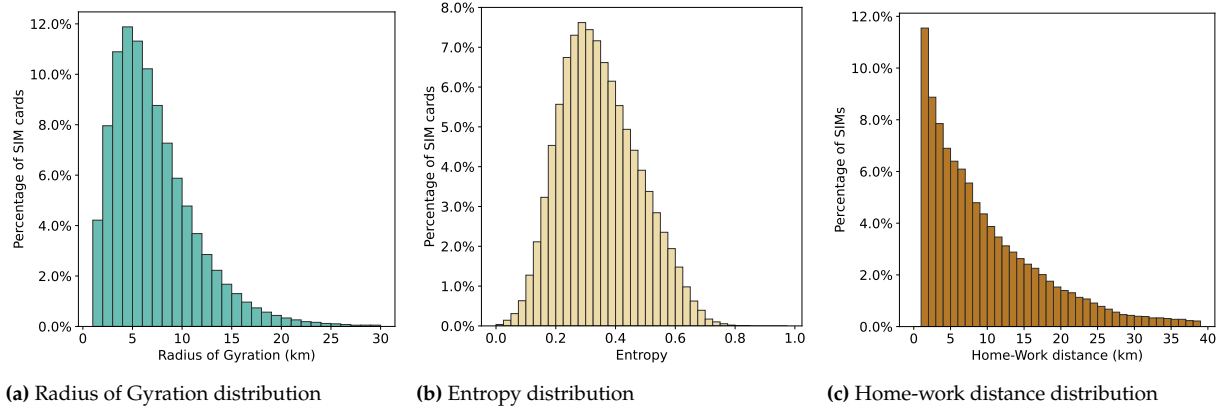 12.0%
10.0%
8.0%
6.0%
4.0%
2.0%
0.0%
Percentage of SIM cards
0 5 10 15 20 25 30
Radius of Gyration (km)
(a) Radius of Gyration distribution
8.0%
7.0%
6.0%
5.0%
4.0%
3.0%
2.0%
1.0%
0.0%
Percentage of SIM cards
0.0 0.2 0.4 0.6 0.8 1.0
Entropy
(b) Entropy distribution
12.0%
10.0%
8.0%
6.0%
4.0%
2.0%
0.0%
Percentage of SIMs
0 5 10 15 20 25 30 35 40
Home-Work distance (km)
(c) Home-work distance distribution